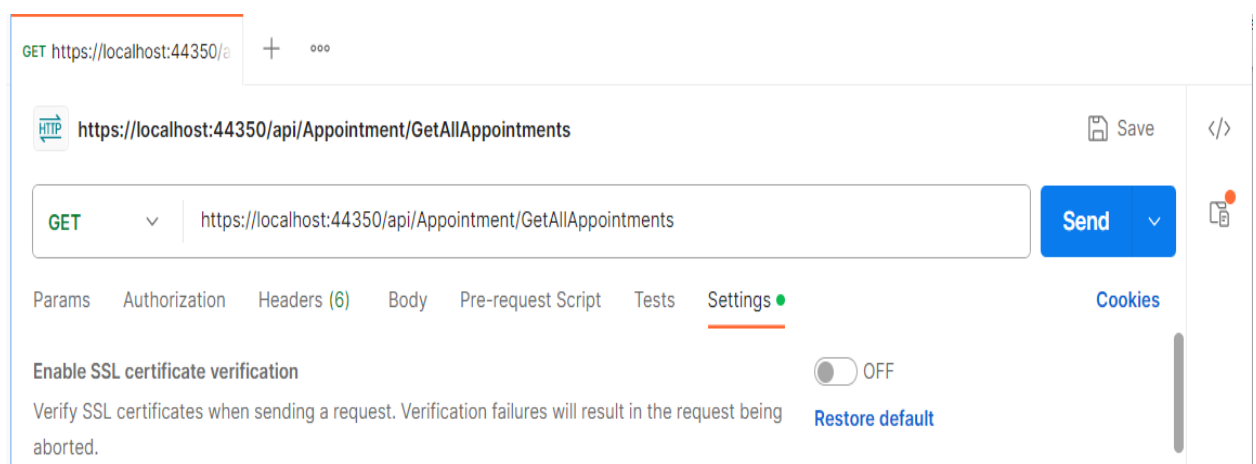 GET https://localhost:44350/a
HTTP https://localhost:44350/api/Appointment/GetAllAppointments
Save
</>
GET
https://localhost:44350/api/Appointment/GetAllAppointments
Send
Params Authorization Headers (6) Body Pre-request Script Tests Settings Cookies
Enable SSL certificate verification
OFF
Verify SSL certificates when sending a request. Verification failures will result in the request being
Restore default
aborted.